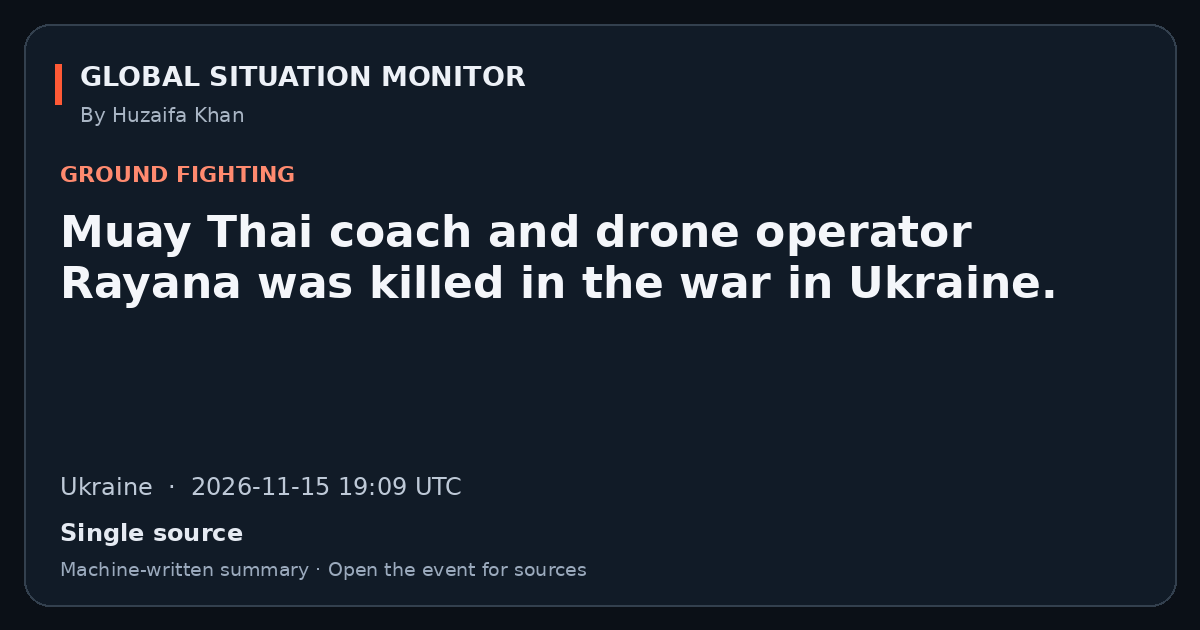 GLOBAL SITUATION MONITOR
By Huzaifa Khan
GROUND FIGHTING
Muay Thai coach and drone operator
Rayana was killed in the war in Ukraine.
Ukraine · 2026-11-15 19:09 UTC
Single source
Machine-written summary · Open the event for sources